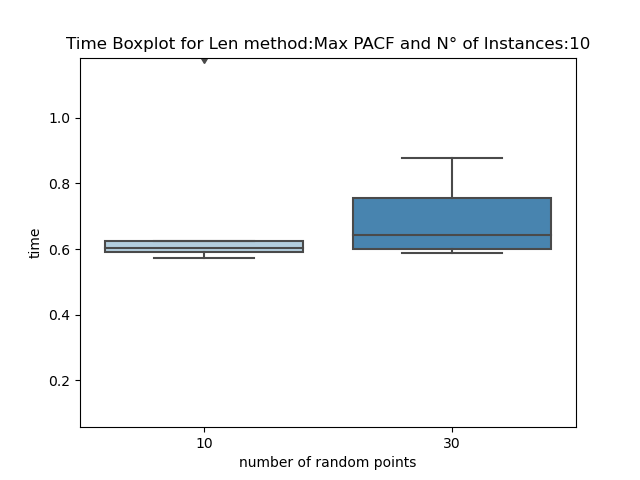 Time Boxplot for Len method:Max PACF and N° of Instances:10
1.0
0.8
0.6
0.4
0.2
time
10 30
number of random points